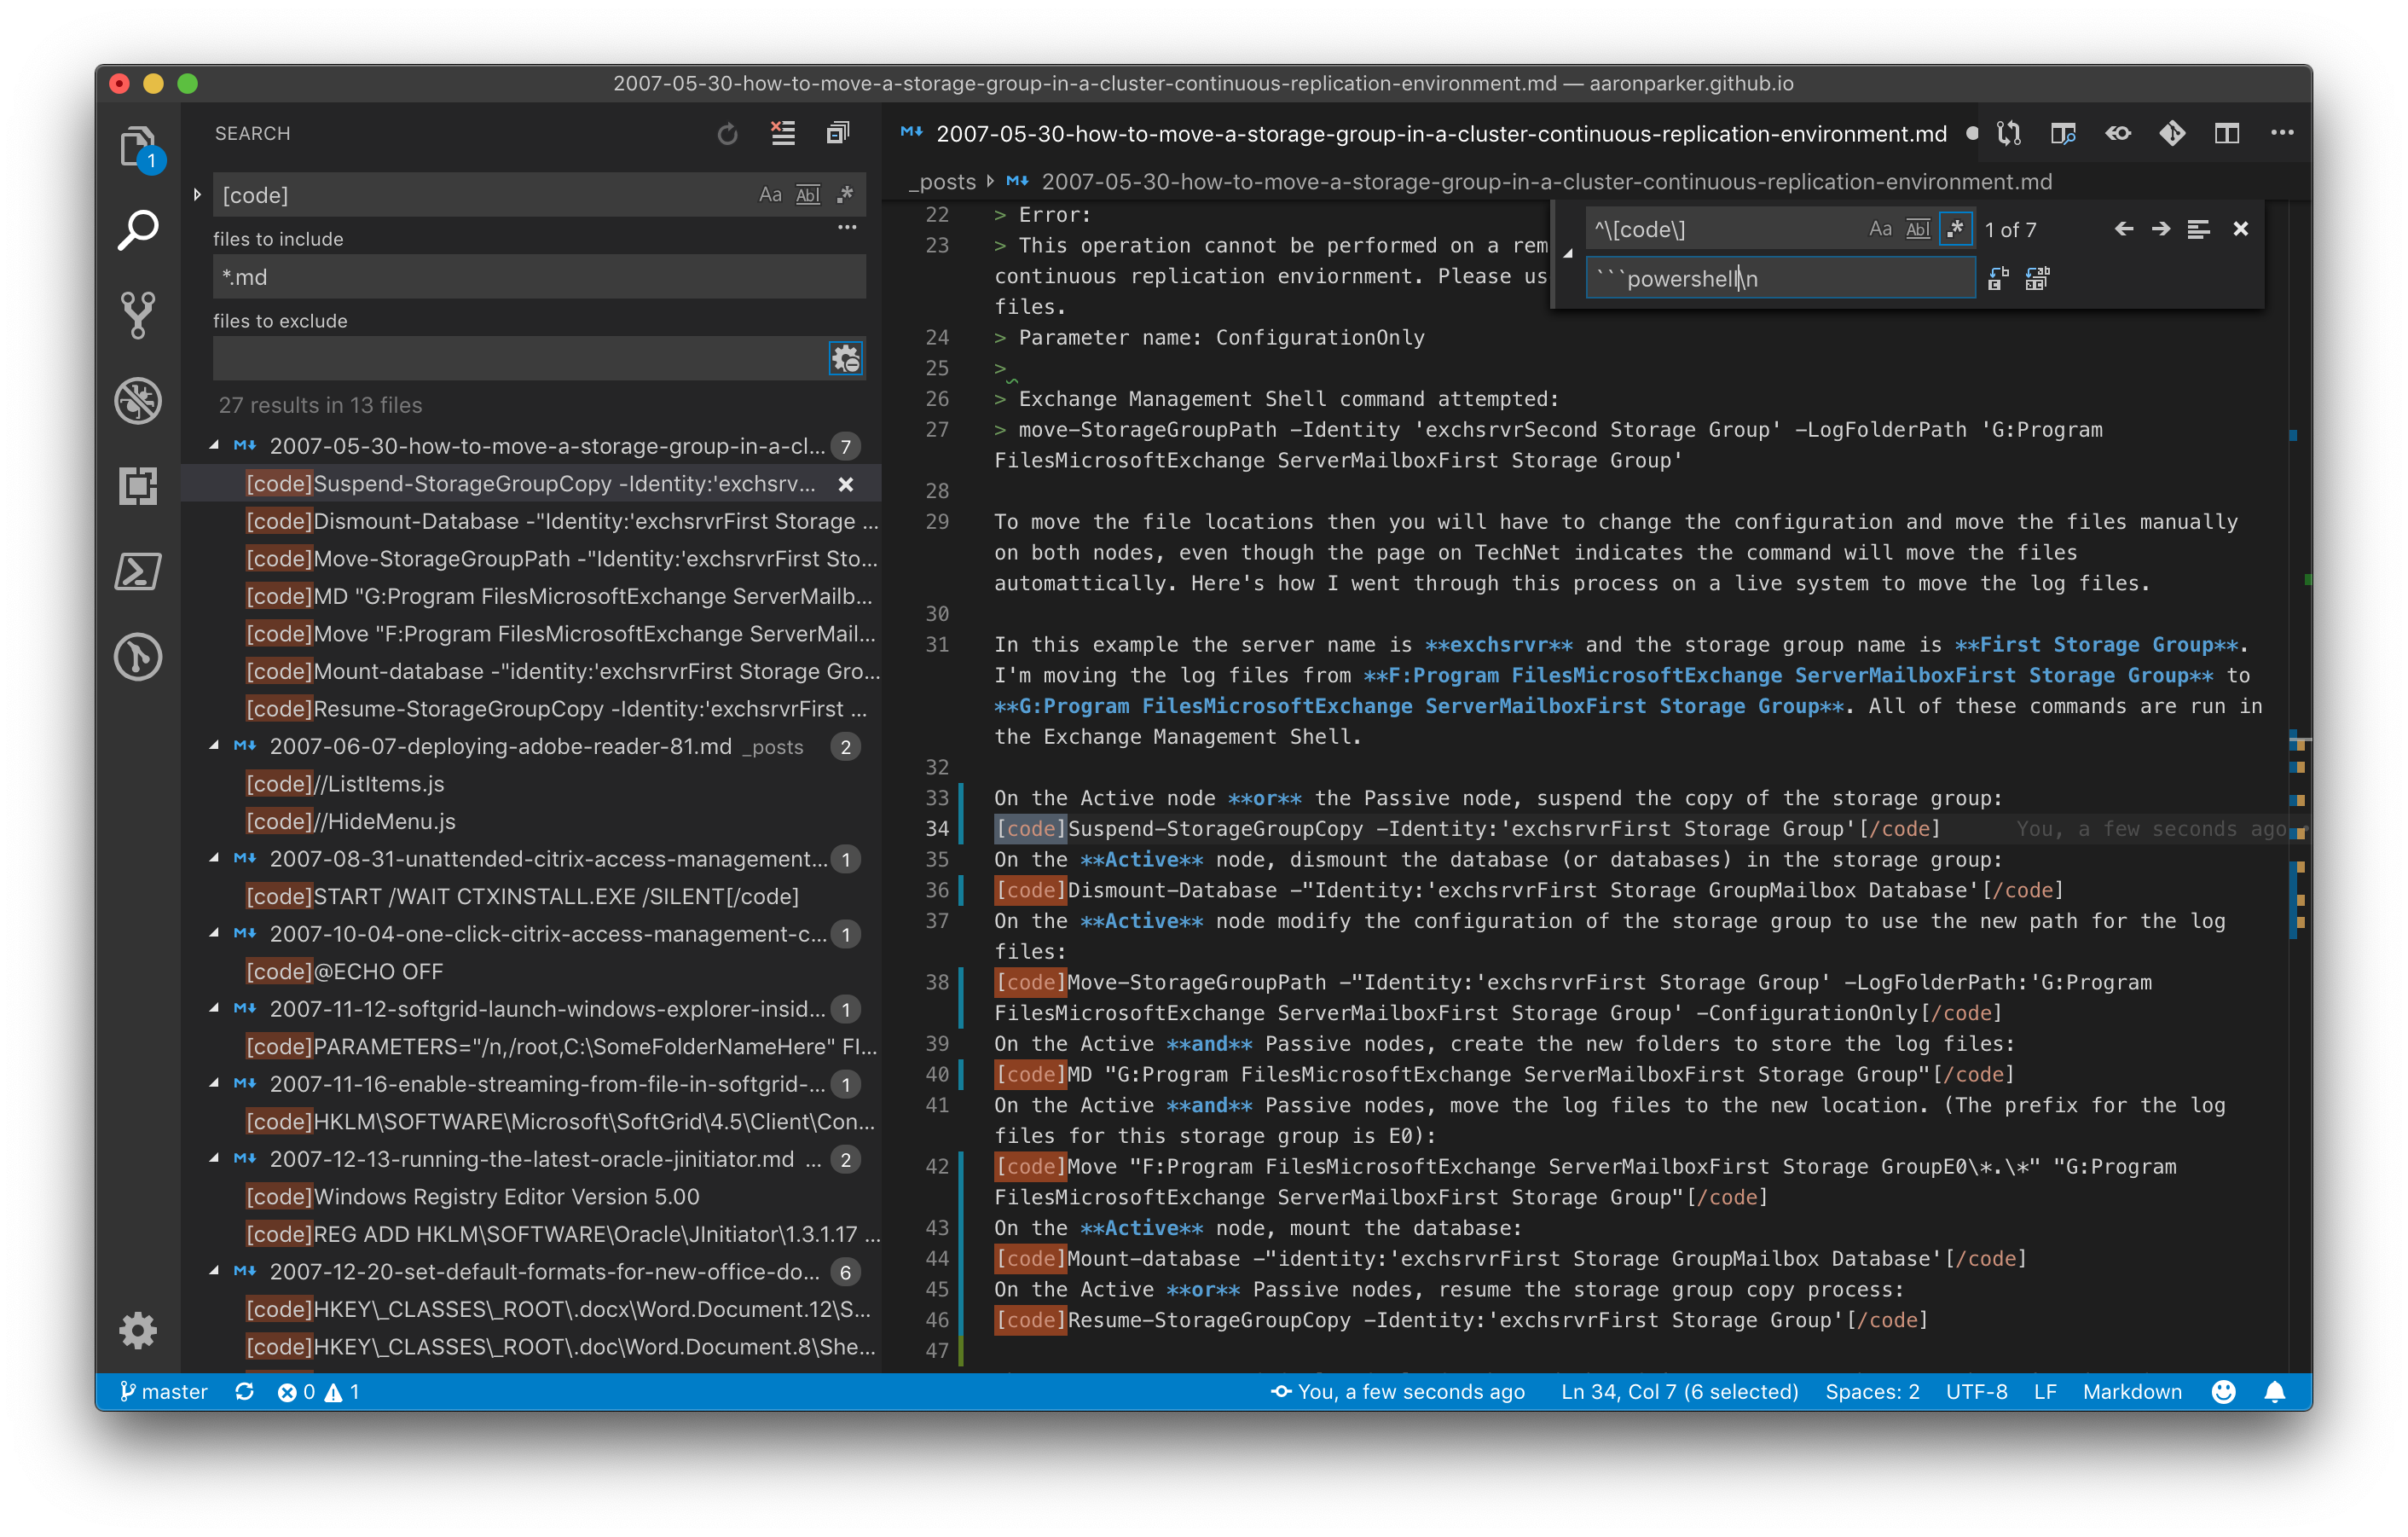 2007-05-30-how-to-move-a-storage-group-in-a-cluster-continuous-replication-environment.md — aaronparker.github.io
1
SEARCH
[code]
Aa Abl .*
files to include
...
*.md
files to exclude
27 results in 13 files
2007-05-30-how-to-move-a-storage-group-in-a-cl... 7
[code]Suspend-StorageGroupCopy -Identity:'exchsrv...
[code]Dismount-Database -"Identity:'exchsrvrFirst Storage ...
[code]Move-StorageGroupPath -"Identity:'exchsrvrFirst Sto...
[code]MD "G:Program FilesMicrosoftExchange ServerMailb...
[code]Move "F:Program FilesMicrosoftExchange ServerMail...
[code]Mount-database -"identity:'exchsrvrFirst Storage Gro...
[code]Resume-StorageGroupCopy -Identity:'exchsrvrFirst ...
2007-06-07-deploying-adobe-reader-81.md _posts 2
[code]//ListItems.js
[code]//HideMenu.js
2007-08-31-unattended-citrix-access-management... 1
[code]START /WAIT CTXINSTALL.EXE /SILENT[/code]
2007-10-04-one-click-citrix-access-management-c... 1
[code]@ECHO OFF
2007-11-12-softgrid-launch-windows-explorer-insid... 1
[code]PARAMETERS="/n,/root,C:\SomeFolderNameHere" FI...
2007-11-16-enable-streaming-from-file-in-softgrid-... 1
[code]HKLM\SOFTWARE\Microsoft\SoftGrid\4.5\Client\Con...
2007-12-13-running-the-latest-oracle-jinitiator.md ... 2
[code]Windows Registry Editor Version 5.00
[code]REG ADD HKLM\SOFTWARE\Oracle\JInitiator\1.3.1.17 ...
2007-12-20-set-default-formats-for-new-office-do... 6
[code]HKEY\_CLASSES\_ROOT\.docx\Word.Document.12\S...
[code]HKEY\_CLASSES\_ROOT\.doc\Word.Document.8\She...
2007-05-30-how-to-move-a-storage-group-in-a-cluster-continuous-replication-environment.md
_posts 2007-05-30-how-to-move-a-storage-group-in-a-cluster-continuous-replication-environment.md
^\[code\] Aa Abl .* 1 of 7
```powershell\n
22 > Error:
23 > This operation cannot be performed on a rem
continuous replication enviornment. Please us
files.
24 > Parameter name: ConfigurationOnly
25 >
26 > Exchange Management Shell command attempted:
27 > move-StorageGroupPath -Identity 'exchsrvrSecond Storage Group' -LogFolderPath 'G:Program
FilesMicrosoftExchange ServerMailboxFirst Storage Group'
28
29 To move the file locations then you will have to change the configuration and move the files manually
on both nodes, even though the page on TechNet indicates the command will move the files
automattically. Here's how I went through this process on a live system to move the log files.
30
31 In this example the server name is **exchsrvr** and the storage group name is **First Storage Group**.
I'm moving the log files from **F:Program FilesMicrosoftExchange ServerMailboxFirst Storage Group** to
**G:Program FilesMicrosoftExchange ServerMailboxFirst Storage Group**. All of these commands are run in
the Exchange Management Shell.
32
33 On the Active node **or** the Passive node, suspend the copy of the storage group:
34 [code]Suspend-StorageGroupCopy -Identity:'exchsrvrFirst Storage Group'[/code] You, a few seconds ago
35 On the **Active** node, dismount the database (or databases) in the storage group:
36 [code]Dismount-Database -"Identity:'exchsrvrFirst Storage GroupMailbox Database'[/code]
37 On the **Active** node modify the configuration of the storage group to use the new path for the log
files:
38 [code]Move-StorageGroupPath -"Identity:'exchsrvrFirst Storage Group' -LogFolderPath:'G:Program
FilesMicrosoftExchange ServerMailboxFirst Storage Group' -ConfigurationOnly[/code]
39 On the Active **and** Passive nodes, create the new folders to store the log files:
40 [code]MD "G:Program FilesMicrosoftExchange ServerMailboxFirst Storage Group"[/code]
41 On the Active **and** Passive nodes, move the log files to the new location. (The prefix for the log
files for this storage group is E0):
42 [code]Move "F:Program FilesMicrosoftExchange ServerMailboxFirst Storage GroupE0\*.\*" "G:Program
FilesMicrosoftExchange ServerMailboxFirst Storage Group"[/code]
43 On the **Active** node, mount the database:
44 [code]Mount-database -"identity:'exchsrvrFirst Storage GroupMailbox Database'[/code]
45 On the Active **or** Passive nodes, resume the storage group copy process:
46 [code]Resume-StorageGroupCopy -Identity:'exchsrvrFirst Storage Group'[/code]
47
master 0 1 You, a few seconds ago Ln 34, Col 7 (6 selected) Spaces: 2 UTF-8 LF Markdown